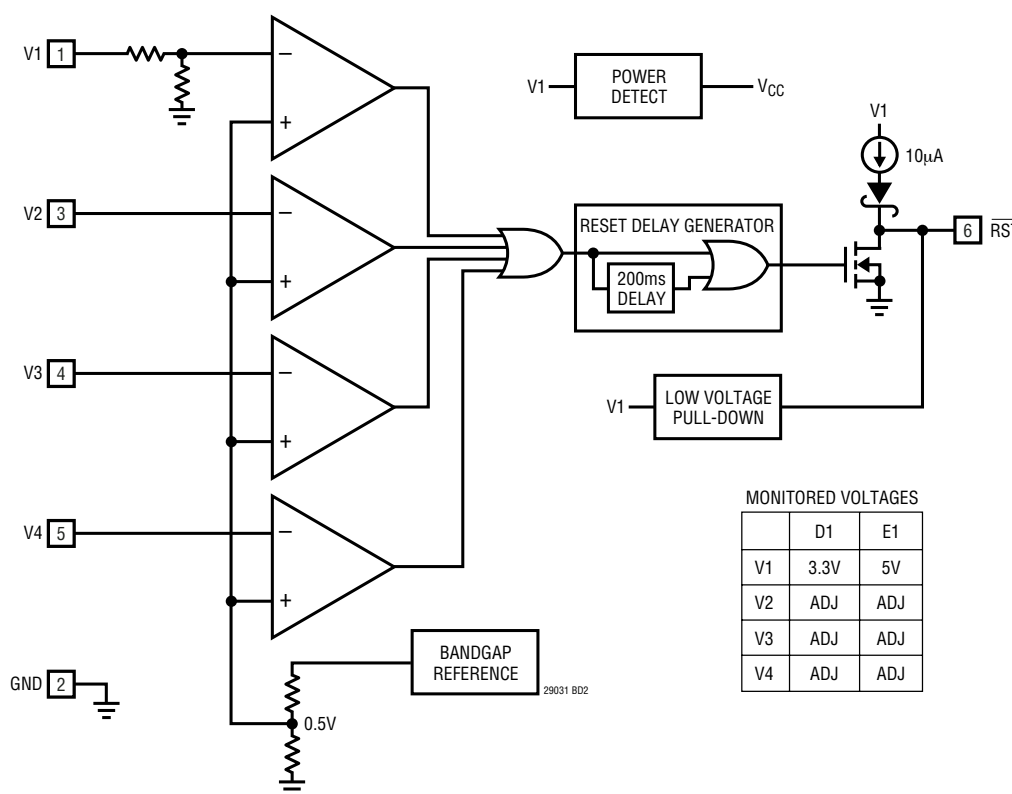 V1 1
−
+
V2 3
−
+
V3 4
−
+
V4 5
−
+
GND 2
0.5V
BANDGAP
REFERENCE
29031 BD2
V1
POWER
DETECT
VCC
RESET DELAY GENERATOR
200ms
DELAY
V1
10µA
6
V1
LOW VOLTAGE
PULL-DOWN
MONITORED VOLTAGES
D1 E1
V1 3.3V 5V
V2 ADJ ADJ
V3 ADJ ADJ
V4 ADJ ADJ